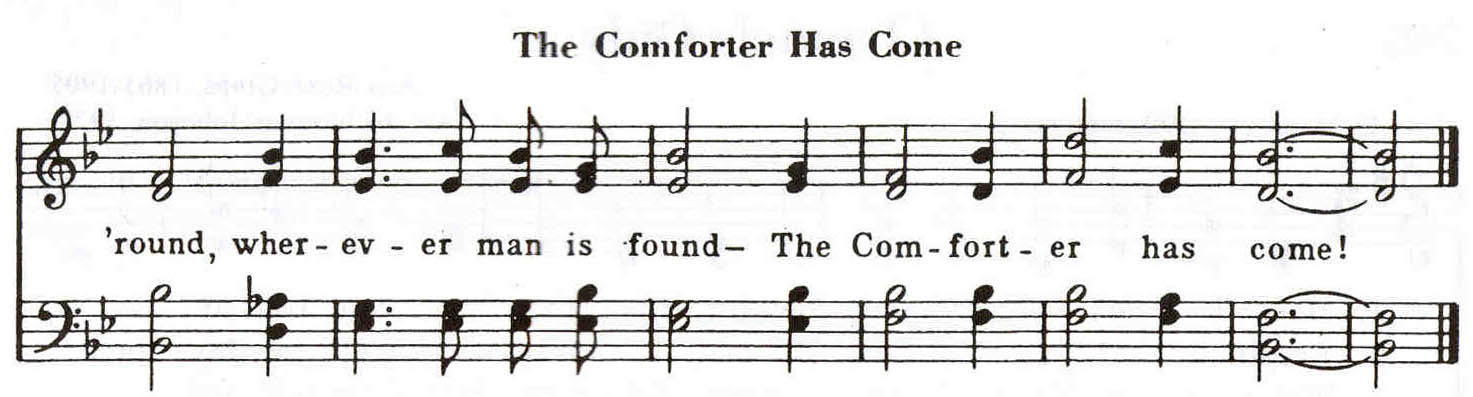 The Comforter Has Come
'round, wher - ev - er man is found— The Com - fort - er has come!